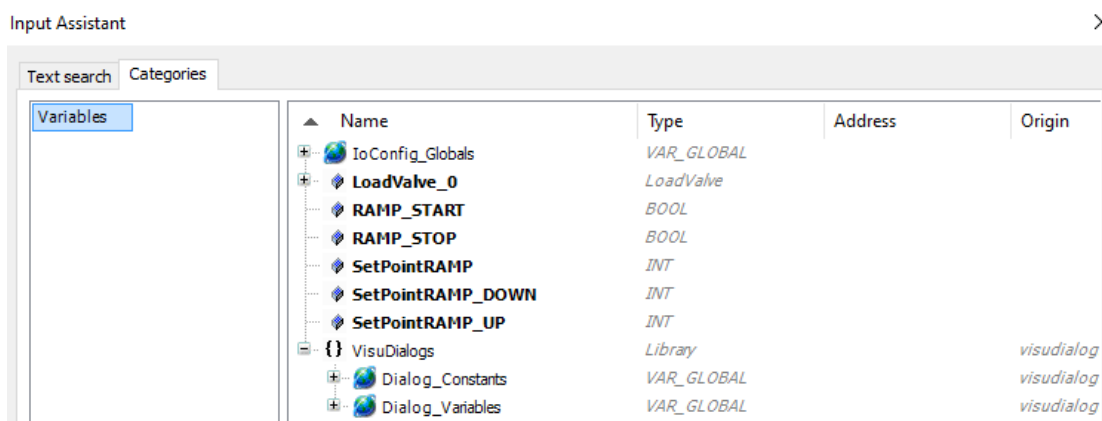 Input Assistant
Text search Categories
Variables
Name Type Address Origin
IoConfig_Globals VAR_GLOBAL
LoadValve_0 LoadValve
RAMP_START BOOL
RAMP_STOP BOOL
SetPointRAMP INT
SetPointRAMP_DOWN INT
SetPointRAMP_UP INT
{} VisuDialogs Library visudialog
Dialog_Constants VAR_GLOBAL visudialog
Dialog_Variables VAR_GLOBAL visudialog